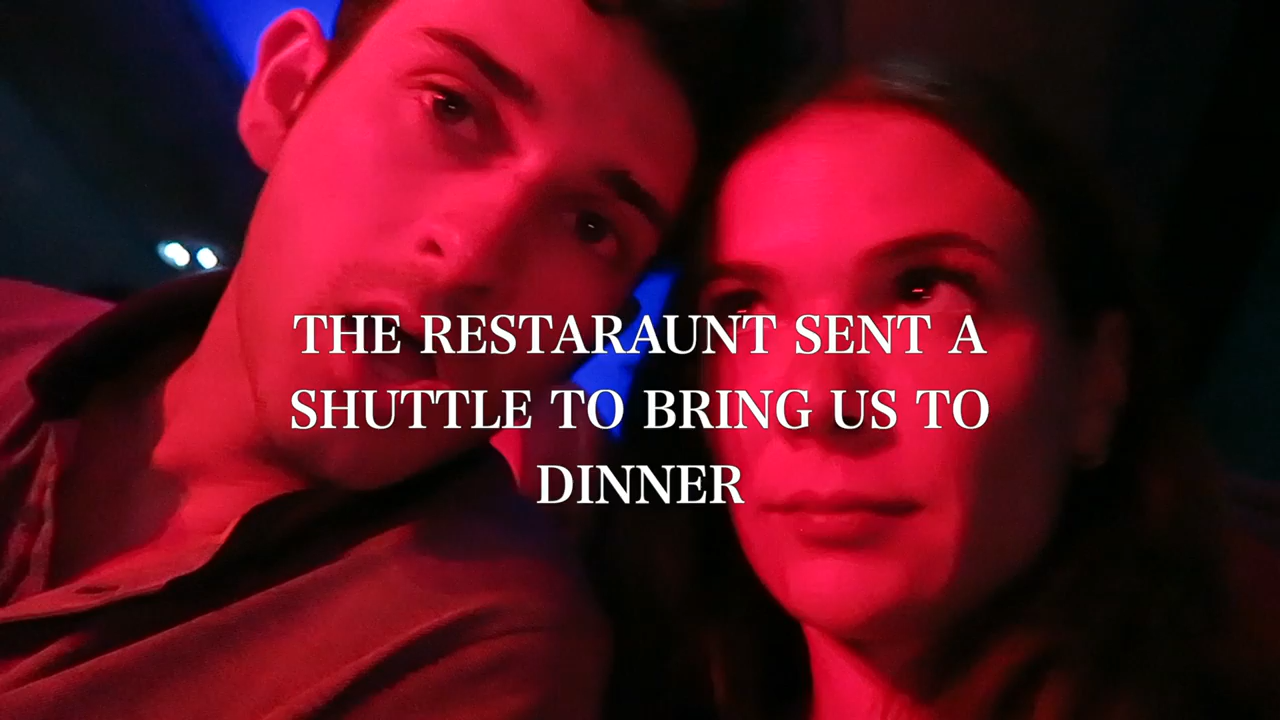 THE RESTARAUNT SENT A
SHUTTLE TO BRING US TO
DINNER